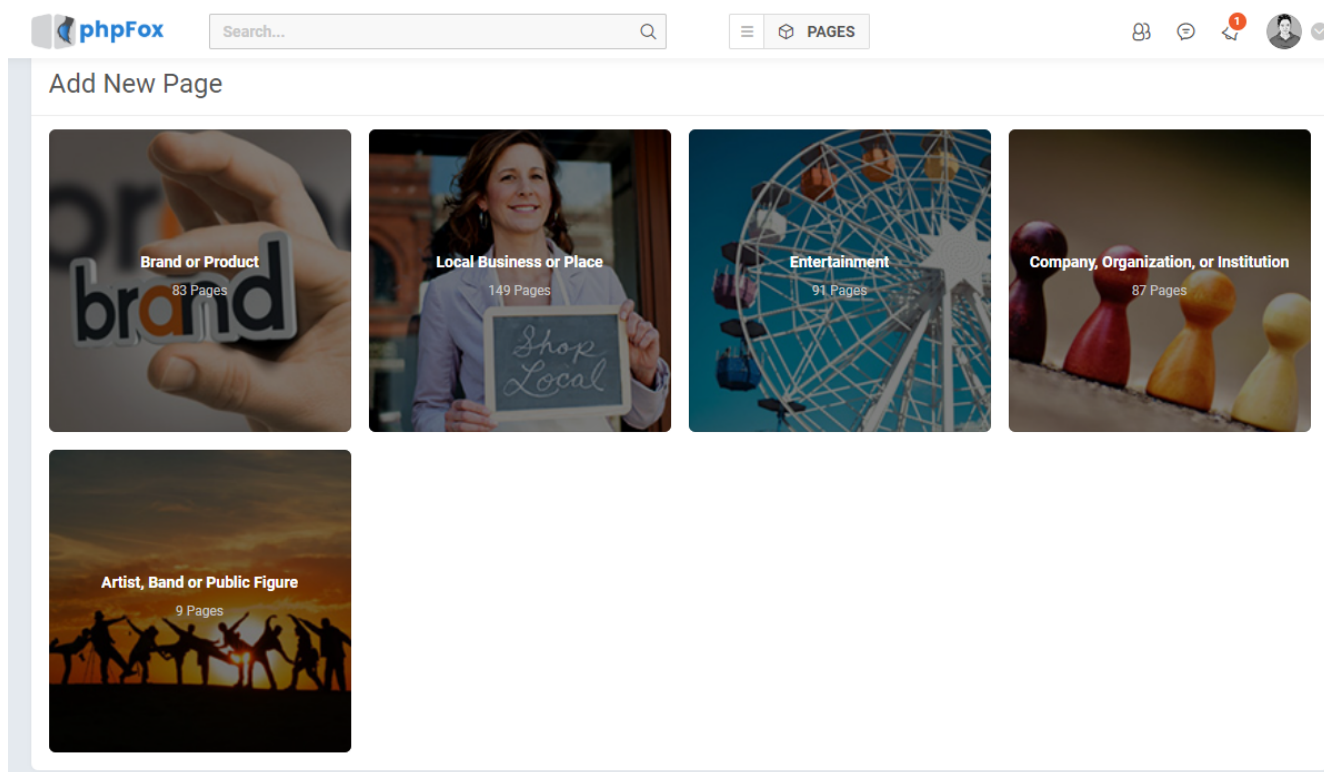 phpFox
Search...
PAGES
1
Add New Page
Brand or Product
83 Pages
brand
Local Business or Place
149 Pages
Shop
Local
Entertainment
91 Pages
Company, Organization, or Institution
87 Pages
Artist, Band or Public Figure
9 Pages